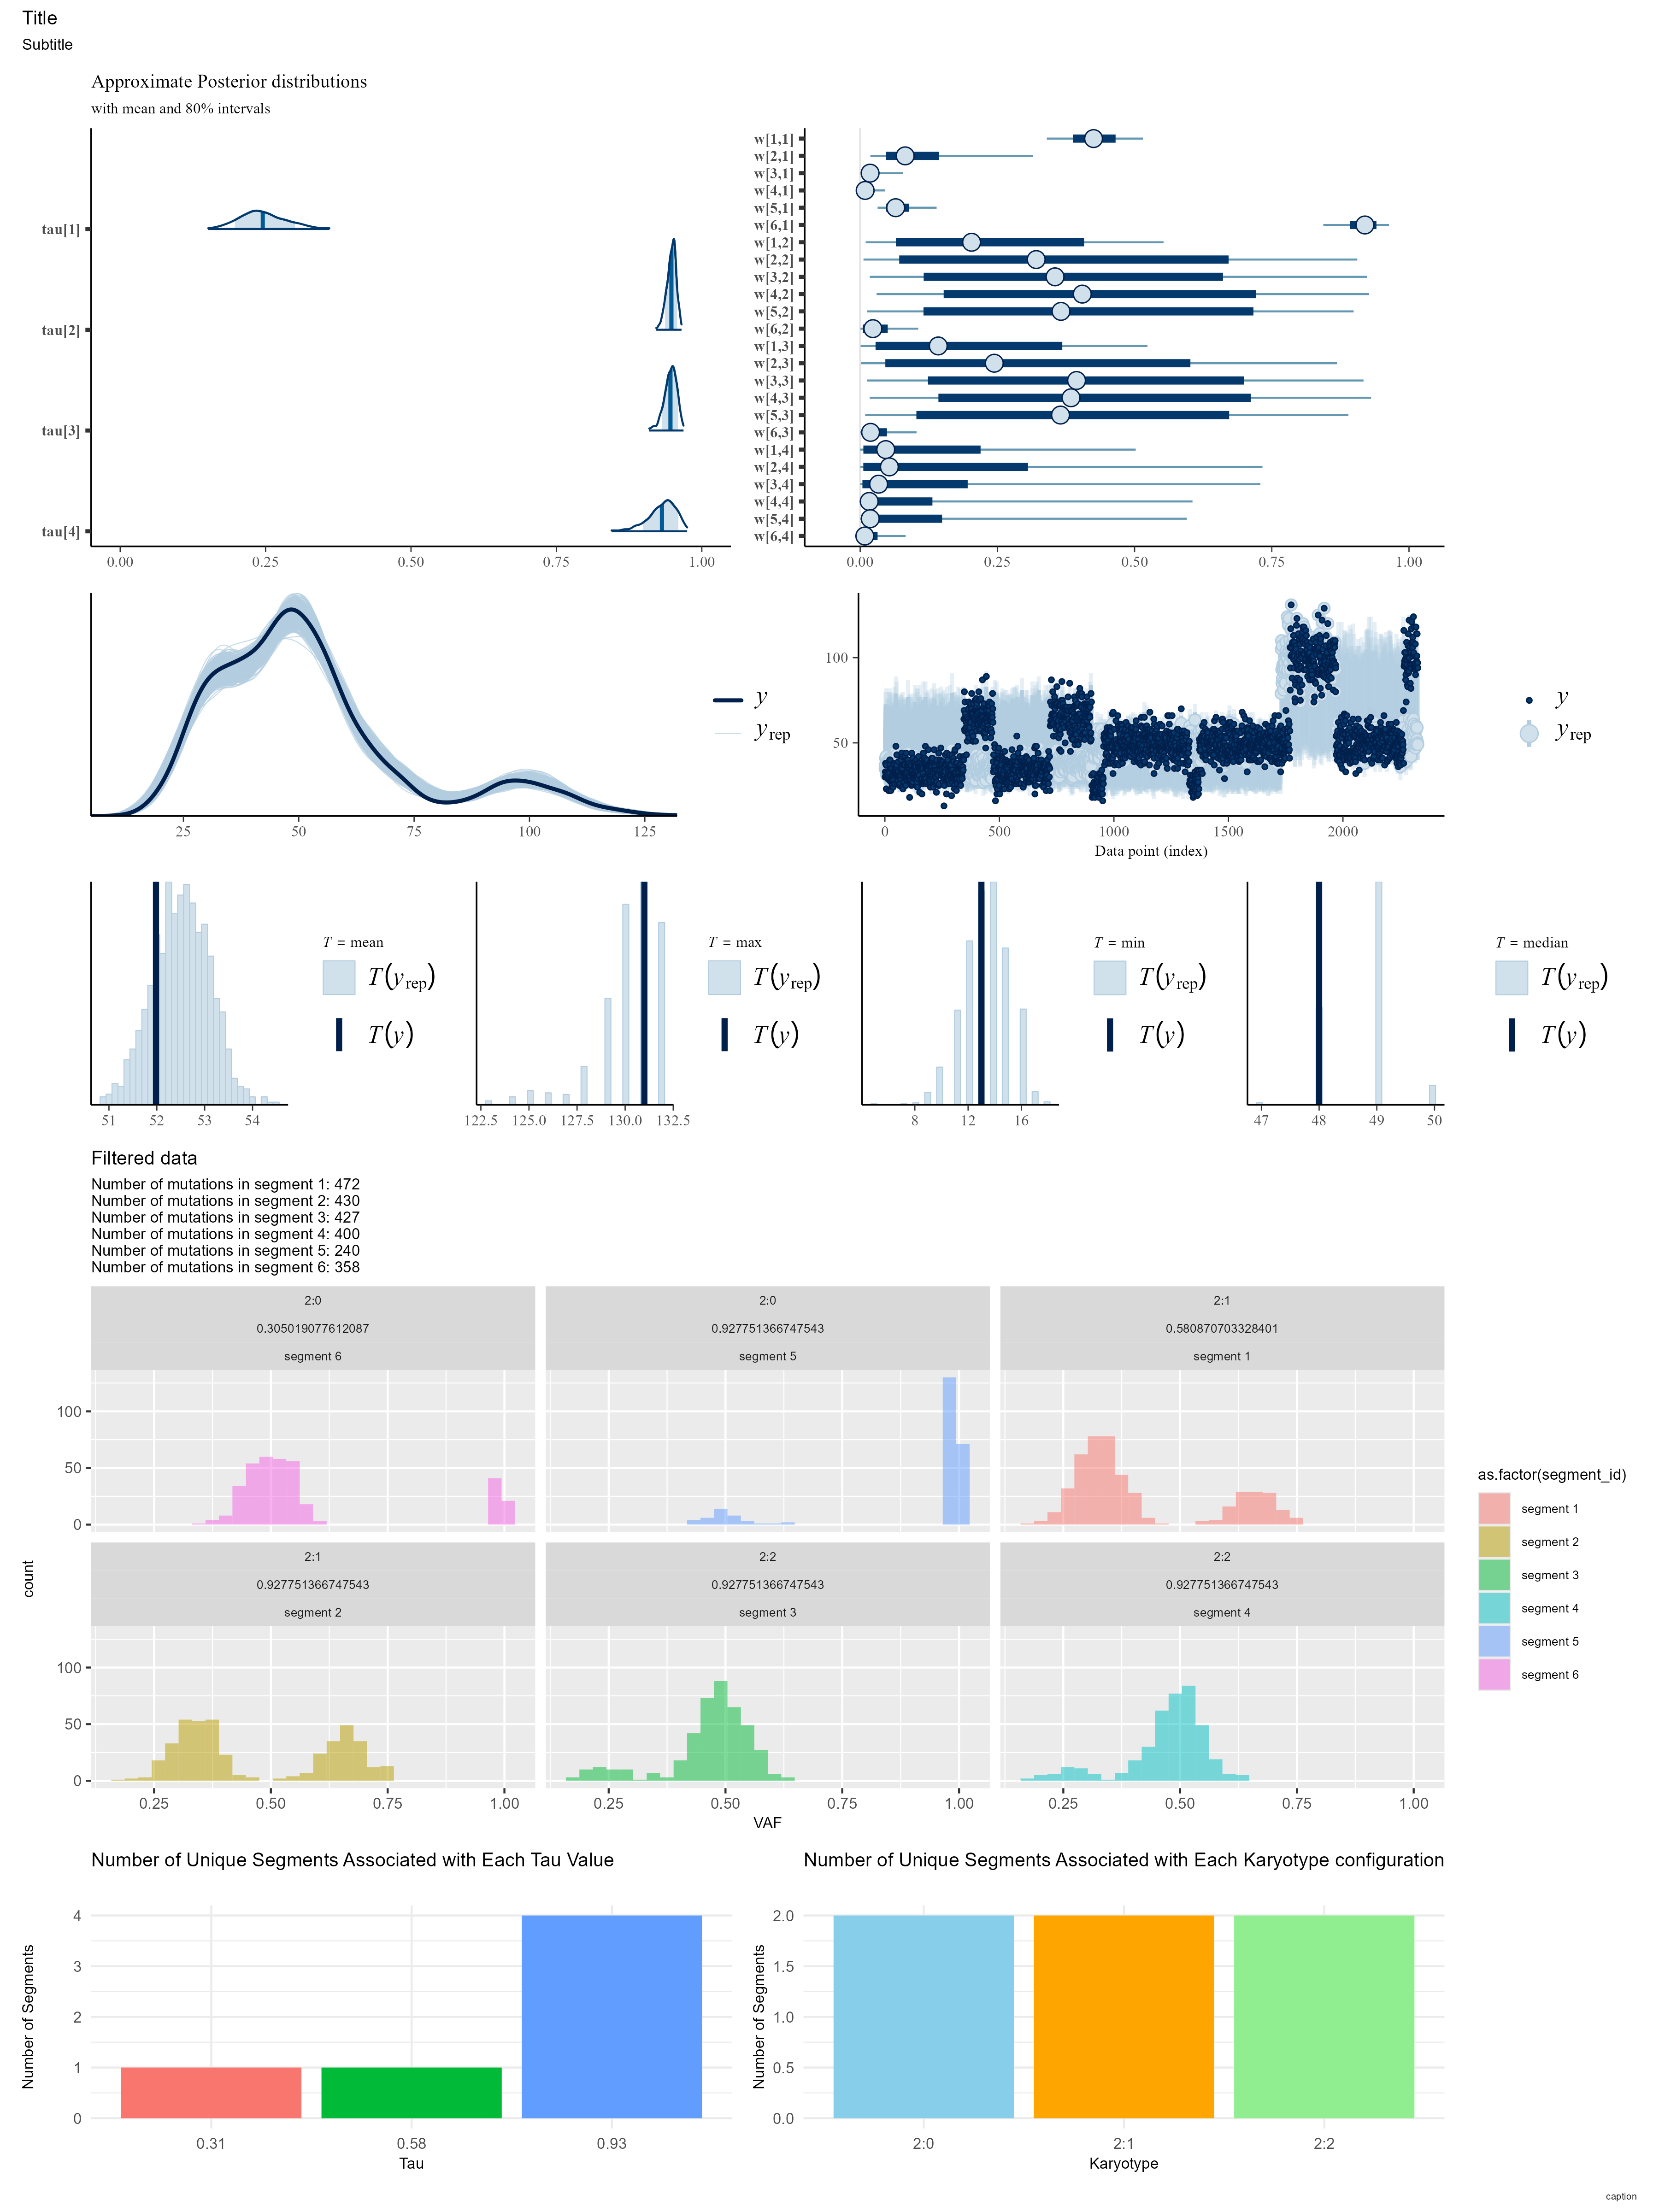 Title
Subtitle
Approximate Posterior distributions
with mean and 80% intervals
tau[1]
tau[2]
tau[3]
tau[4]
0.00 0.25 0.50 0.75 1.00
w[1,1]
w[2,1]
w[3,1]
w[4,1]
w[5,1]
w[6,1]
w[1,2]
w[2,2]
w[3,2]
w[4,2]
w[5,2]
w[6,2]
w[1,3]
w[2,3]
w[3,3]
w[4,3]
w[5,3]
w[6,3]
w[1,4]
w[2,4]
w[3,4]
w[4,4]
w[5,4]
w[6,4]
0.00 0.25 0.50 0.75 1.00
25 50 75 100 125
y
yrep
100
50
0 500 1000 1500 2000
Data point (index)
y
yrep
51 52 53 54
T = mean
T(yrep)
T(y)
122.5 125.0 127.5 130.0 132.5
T = max
T(yrep)
T(y)
8 12 16
T = min
T(yrep)
T(y)
47 48 49 50
T = median
T(yrep)
T(y)
Filtered data
Number of mutations in segment 1: 472
Number of mutations in segment 2: 430
Number of mutations in segment 3: 427
Number of mutations in segment 4: 400
Number of mutations in segment 5: 240
Number of mutations in segment 6: 358
2:0 2:0 2:1
0.305019077612087 0.927751366747543 0.580870703328401
segment 6 segment 5 segment 1
100
50
0
2:1 2:2 2:2
0.927751366747543 0.927751366747543 0.927751366747543
segment 2 segment 3 segment 4
100
50
0
0.25 0.50 0.75 1.00 0.25 0.50 0.75 1.00 0.25 0.50 0.75 1.00
count
VAF
as.factor(segment_id)
segment 1
segment 2
segment 3
segment 4
segment 5
segment 6
Number of Unique Segments Associated with Each Tau Value
Number of Segments
4
3
2
1
0
0.31 0.58 0.93
Tau
Number of Unique Segments Associated with Each Karyotype configuration
Number of Segments
2.0
1.5
1.0
0.5
0.0
2:0 2:1 2:2
Karyotype
caption